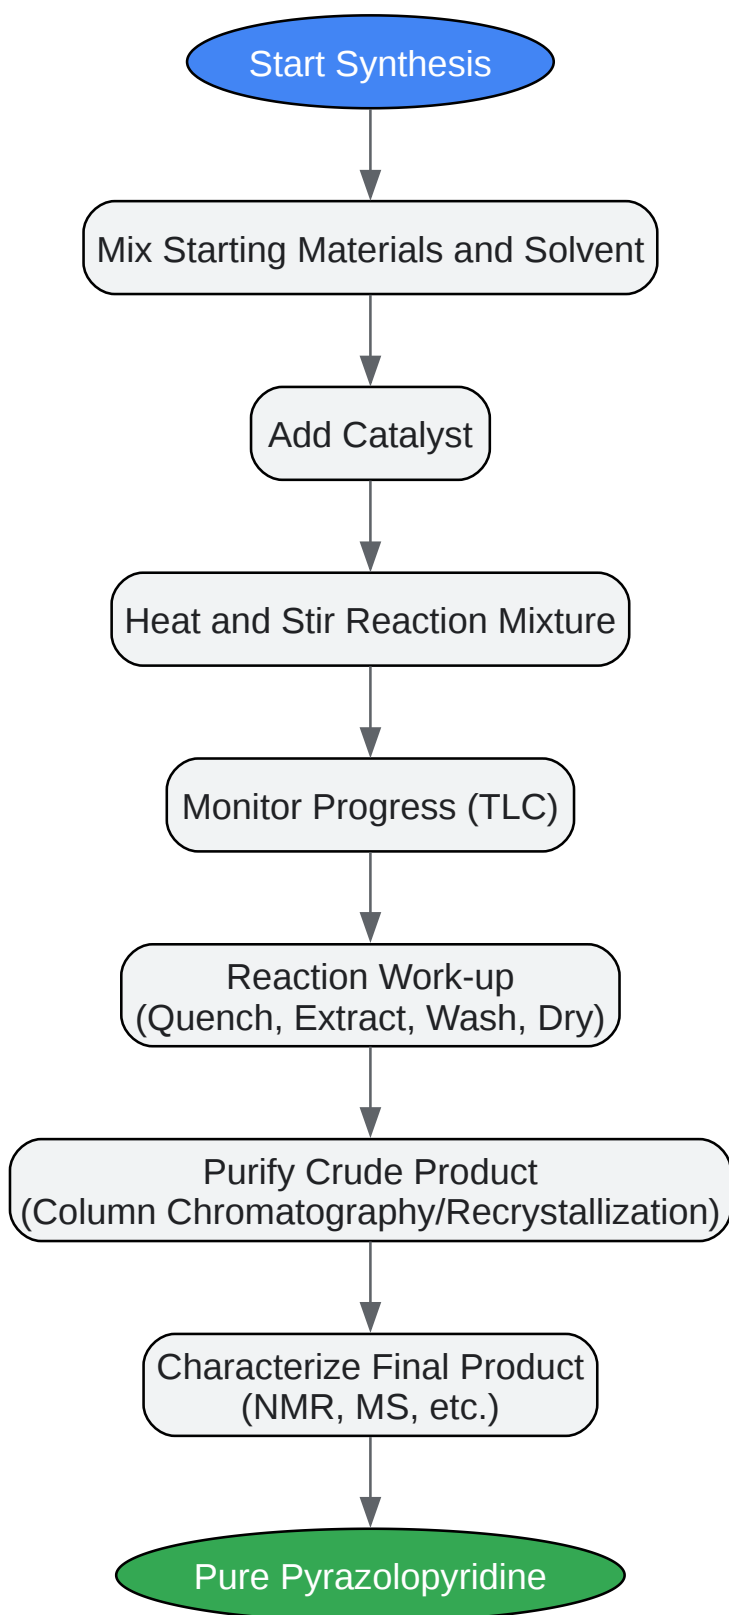 Start Synthesis
Mix Starting Materials and Solvent
Add Catalyst
Heat and Stir Reaction Mixture
Monitor Progress (TLC)
Reaction Work-up
(Quench, Extract, Wash, Dry)
Purify Crude Product
(Column Chromatography/Recrystallization)
Characterize Final Product
(NMR, MS, etc.)
Pure Pyrazolopyridine